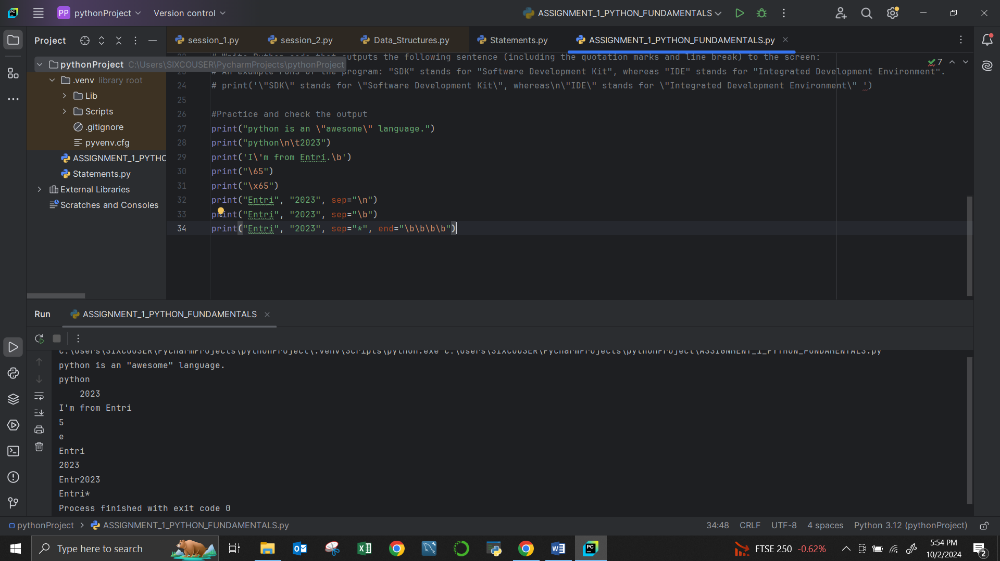 PP pythonProject Version control ASSIGNMENT_1_PYTHON_FUNDAMENTALS
Project
session_1.py session_2.py Data_Structures.py Statements.py ASSIGNMENT_1_PYTHON_FUNDAMENTALS.py
pythonProject C:\Users\SIXCOUSER\PycharmProjects\pythonProject
.venv library root
Lib
Scripts
.gitignore
pyvenv.cfg
ASSIGNMENT_1_PYTHO
Statements.py
External Libraries
Scratches and Consoles
outputs the following sentence (including the quotation marks and line break) to the screen:
7
program: "SDK" stands for "Software Development Kit", whereas "IDE" stands for "Integrated Development Environment".
24 # print('\"SDK\" stands for \"Software Development Kit\", whereas\n\"IDE\" stands for \"Integrated Development Environment\" ')
25
26 #Practice and check the output
27 print("python is an \"awesome\" language.")
28 print("python\n\t2023")
29 print('I\'m from Entri.\b')
30 print("\65")
31 print("\x65")
32 print("Entri", "2023", sep="\n")
33 print("Entri", "2023", sep="\b")
34 print("Entri", "2023", sep="*", end="\b\b\b\b")
Run ASSIGNMENT_1_PYTHON_FUNDAMENTALS
C:\Users\SIXCOUSER\PycharmProjects\pythonProject\.venv\Scripts\python.exe C:\Users\SIXCOUSER\PycharmProjects\pythonProject\ASSIGNMENT_1_PYTHON_FUNDAMENTALS.py
python is an "awesome" language.
python
2023
I'm from Entri
5
e
Entri
2023
Entr2023
Entri*
Process finished with exit code 0
pythonProject > ASSIGNMENT_1_PYTHON_FUNDAMENTALS.py 34:48 CRLF UTF-8 4 spaces Python 3.12 (pythonProject)
Type here to search
FTSE 250 -0.62%
5:54 PM
10/2/2024
2